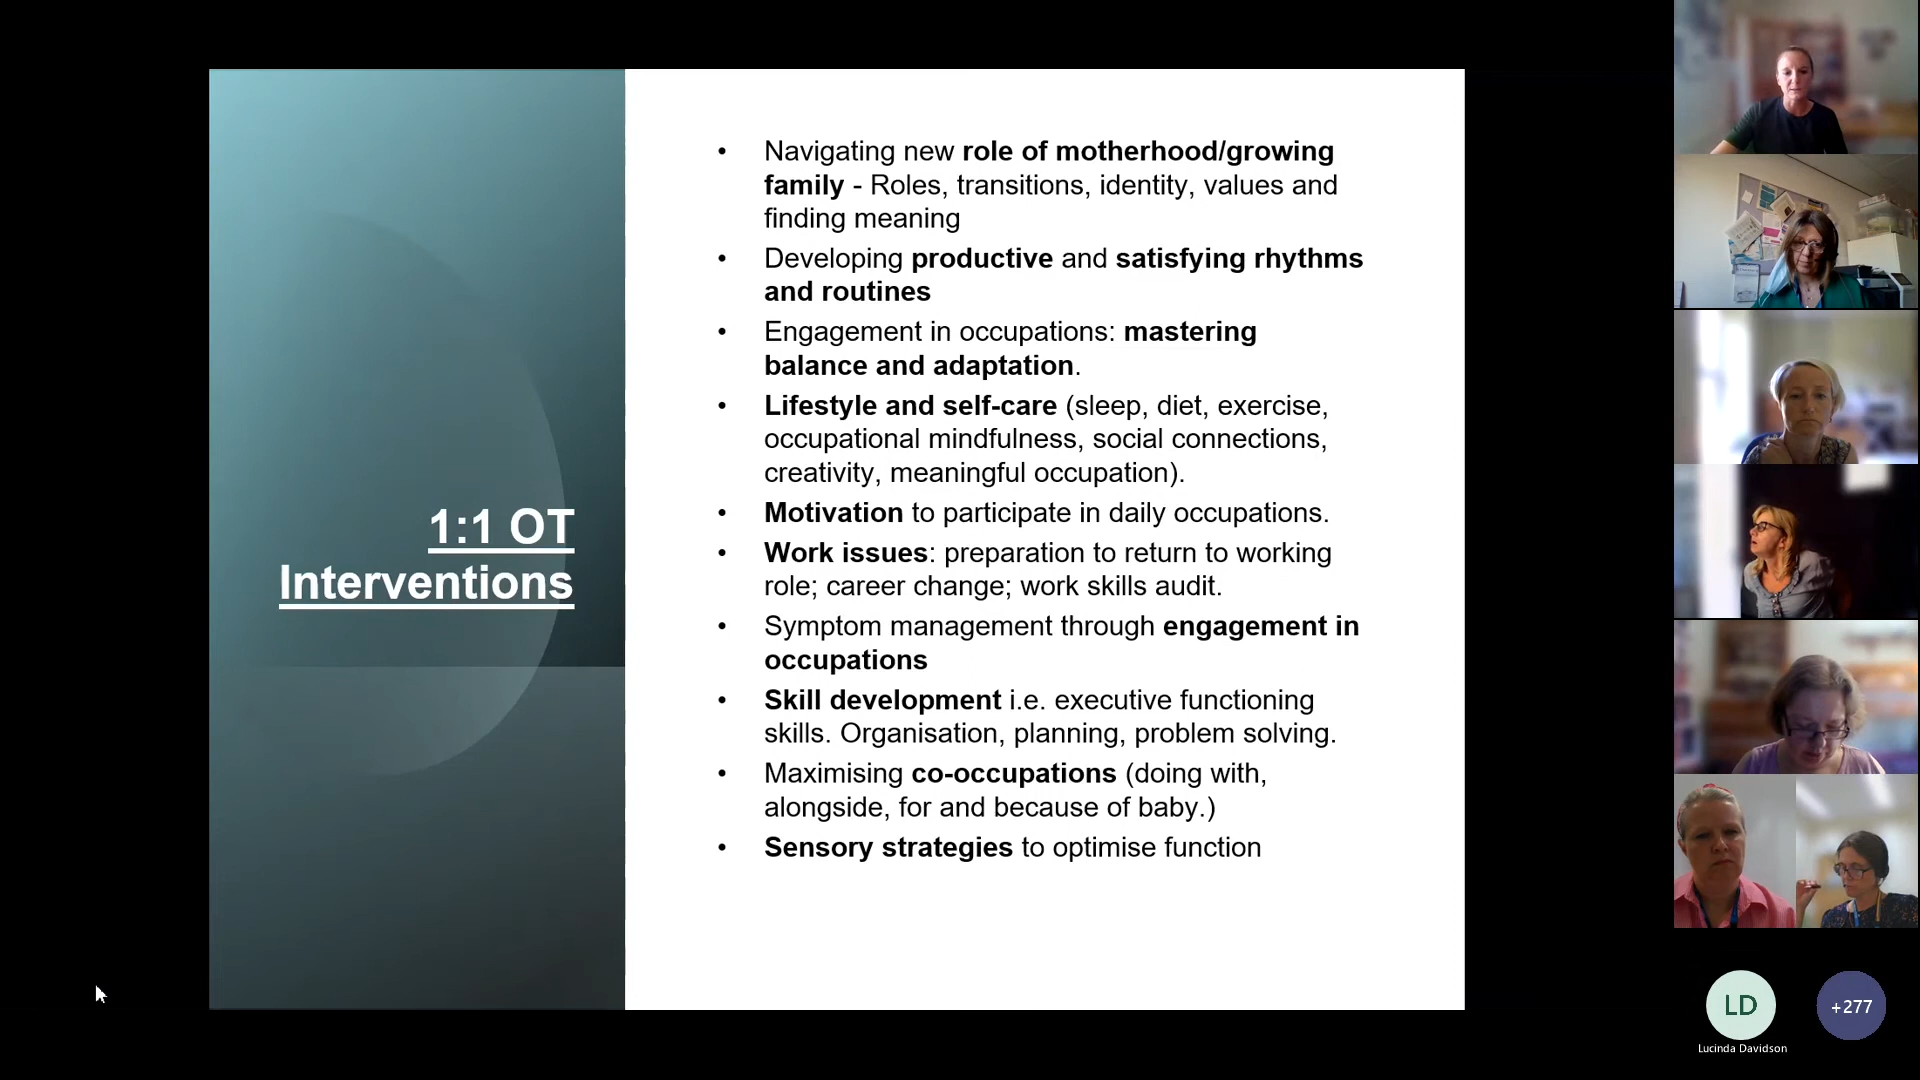 1:1 OT
Interventions
• Navigating new role of motherhood/growing
family - Roles, transitions, identity, values and
finding meaning
• Developing productive and satisfying rhythms
and routines
• Engagement in occupations: mastering
balance and adaptation.
• Lifestyle and self-care (sleep, diet, exercise,
occupational mindfulness, social connections,
creativity, meaningful occupation).
• Motivation to participate in daily occupations.
• Work issues: preparation to return to working
role; career change; work skills audit.
• Symptom management through engagement in
occupations
• Skill development i.e. executive functioning
skills. Organisation, planning, problem solving.
• Maximising co-occupations (doing with,
alongside, for and because of baby.)
• Sensory strategies to optimise function
LD
+277
Lucinda Davidson